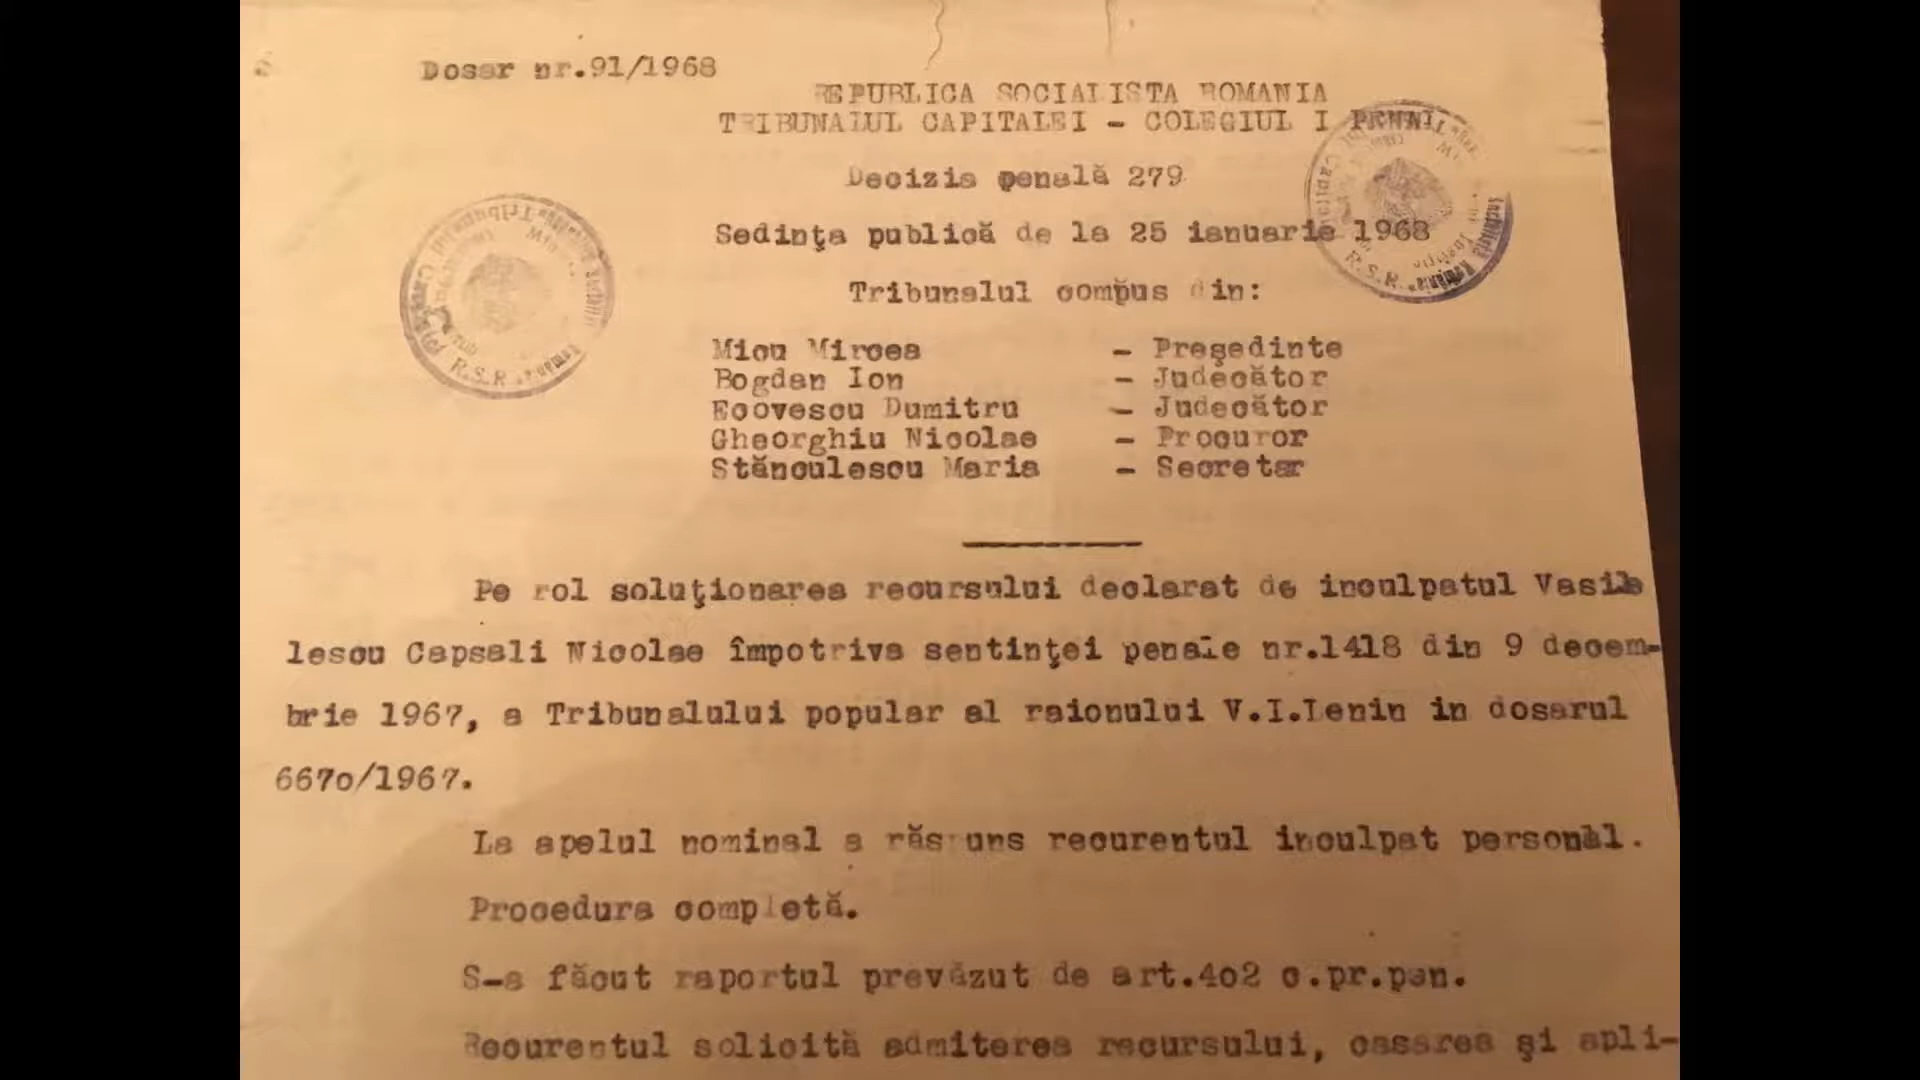 Dosar nr.91/1968
REPUBLICA SOCIALISTA ROMANIA
TRIBUNALUL CAPITALEI - COLEGIUL I PENAL
Decizia penală 279
Sedinţa publică de la 25 ianuarie 1968
Tribunalul compus din:
Micu Mircea - Preşedinte
Bogdan Ion - Judecător
Ecovescu Dumitru - Judecător
Gheorghiu Nicolae - Procuror
Stănculescu Maria - Secretar
Pe rol soluţionarea recursului declarat de inculpatul Vasile
lescu Capsali Nicolae împotriva sentinţei penale nr.1418 din 9 decem-
brie 1967, a Tribunalului popular al raionului V.I.Lenin in dosarul
6670/1967.
La apelul nominal a răspuns recurentul inculpat personal.
Procedura completă.
S-a făcut raportul prevăzut de art.402 c.pr.pen.
Recurentul solicită admiterea recursului, casarea şi apli-
R.S.R.
R.S.R.